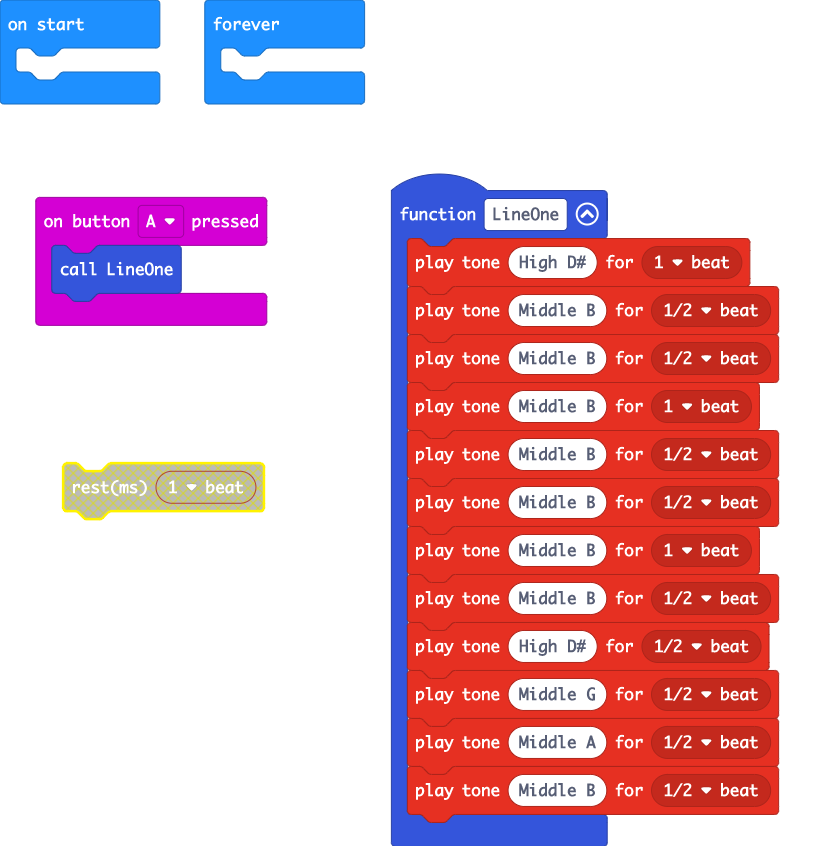 on start
forever
on button A pressed
call LineOne
rest(ms) 1 beat
function LineOne
play tone High D# for 1 beat
play tone Middle B for 1/2 beat
play tone Middle B for 1/2 beat
play tone Middle B for 1 beat
play tone Middle B for 1/2 beat
play tone Middle B for 1/2 beat
play tone Middle B for 1 beat
play tone Middle B for 1/2 beat
play tone High D# for 1/2 beat
play tone Middle G for 1/2 beat
play tone Middle A for 1/2 beat
play tone Middle B for 1/2 beat